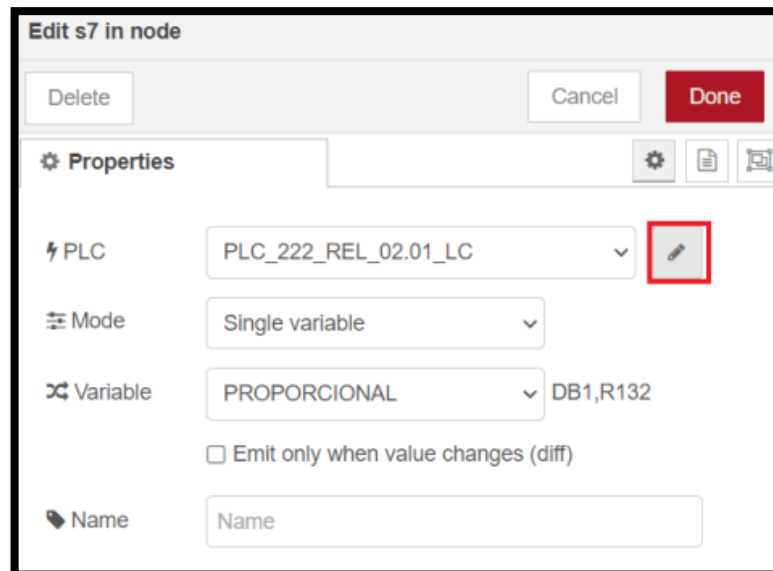 Edit s7 in node
Delete Cancel Done
Properties
PLC PLC_222_REL_02.01_LC
Mode Single variable
Variable PROPORCIONAL DB1,R132
Emit only when value changes (diff)
Name Name